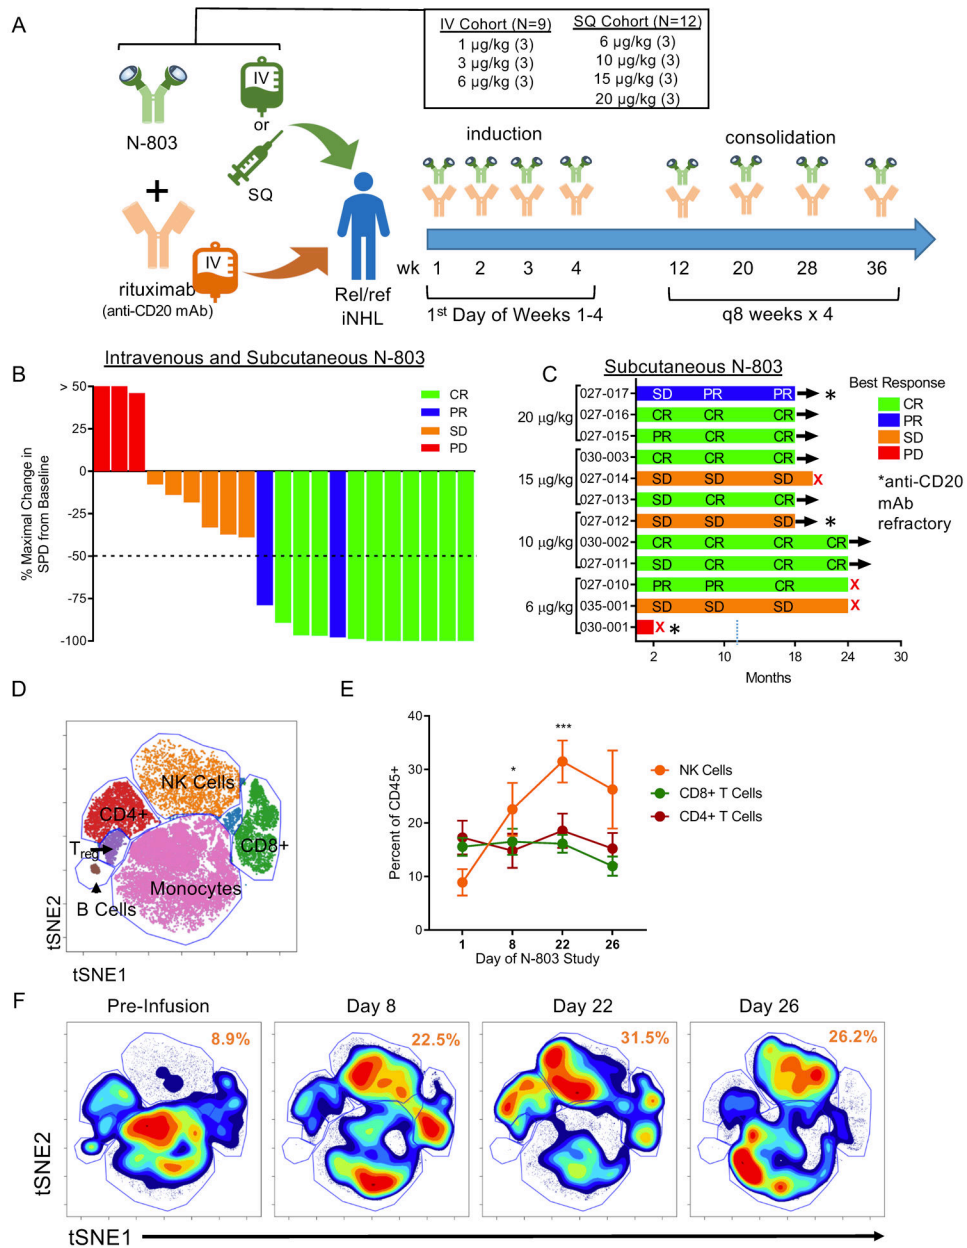 A
IV Cohort (N=9)
1 µg/kg (3)
3 µg/kg (3)
6 µg/kg (3)
SQ Cohort (N=12)
6 µg/kg (3)
10 µg/kg (3)
15 µg/kg (3)
20 µg/kg (3)
N-803
IV
or
SQ
+
rituximab
(anti-CD20 mAb)
IV
Rel/ref
iNHL
induction
consolidation
wk 1 2 3 4 12 20 28 36
1st Day of Weeks 1-4
q8 weeks x 4
B
Intravenous and Subcutaneous N-803
% Maximal Change in
SPD from Baseline
> 50
25
0
-25
-50
-75
-100
CR
PR
SD
PD
C
Subcutaneous N-803
20 µg/kg
027-017 SD PR PR *
027-016 CR CR CR
027-015 PR CR CR
15 µg/kg
030-003 CR CR CR
027-014 SD SD SD X
027-013 SD CR CR
10 µg/kg
027-012 SD SD SD *
030-002 CR CR CR CR
027-011 SD CR CR CR
6 µg/kg
027-010 PR PR CR X
035-001 SD SD SD X
030-001 X *
2 10 18 24 30
Months
Best Response
CR
PR
SD
PD
*anti-CD20
mAb
refractory
D
NK Cells
CD4+
Treg
CD8+
Monocytes
B Cells
tSNE2
tSNE1
E
Percent of CD45+
40
30
20
10
0
*
***
1 8 22 26
Day of N-803 Study
NK Cells
CD8+ T Cells
CD4+ T Cells
F
Pre-Infusion
8.9%
Day 8
22.5%
Day 22
31.5%
Day 26
26.2%
tSNE2
tSNE1